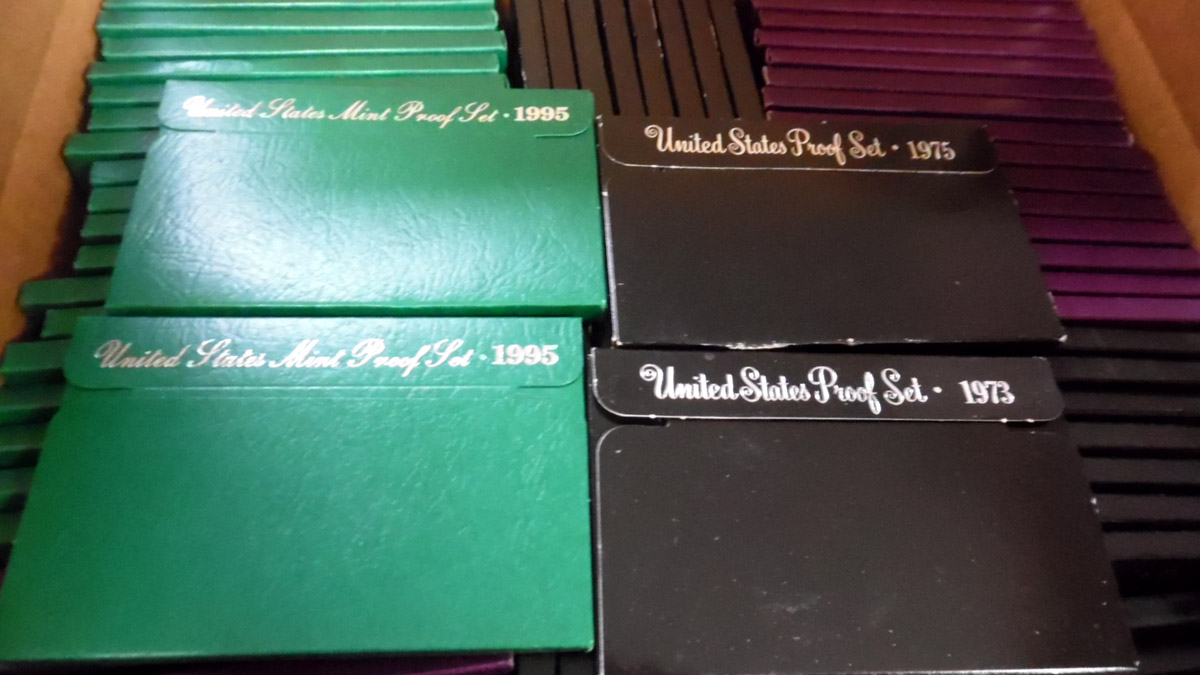 United States Mint Proof Set · 1995
United States Proof Set · 1975
United States Mint Proof Set · 1995
United States Proof Set · 1973